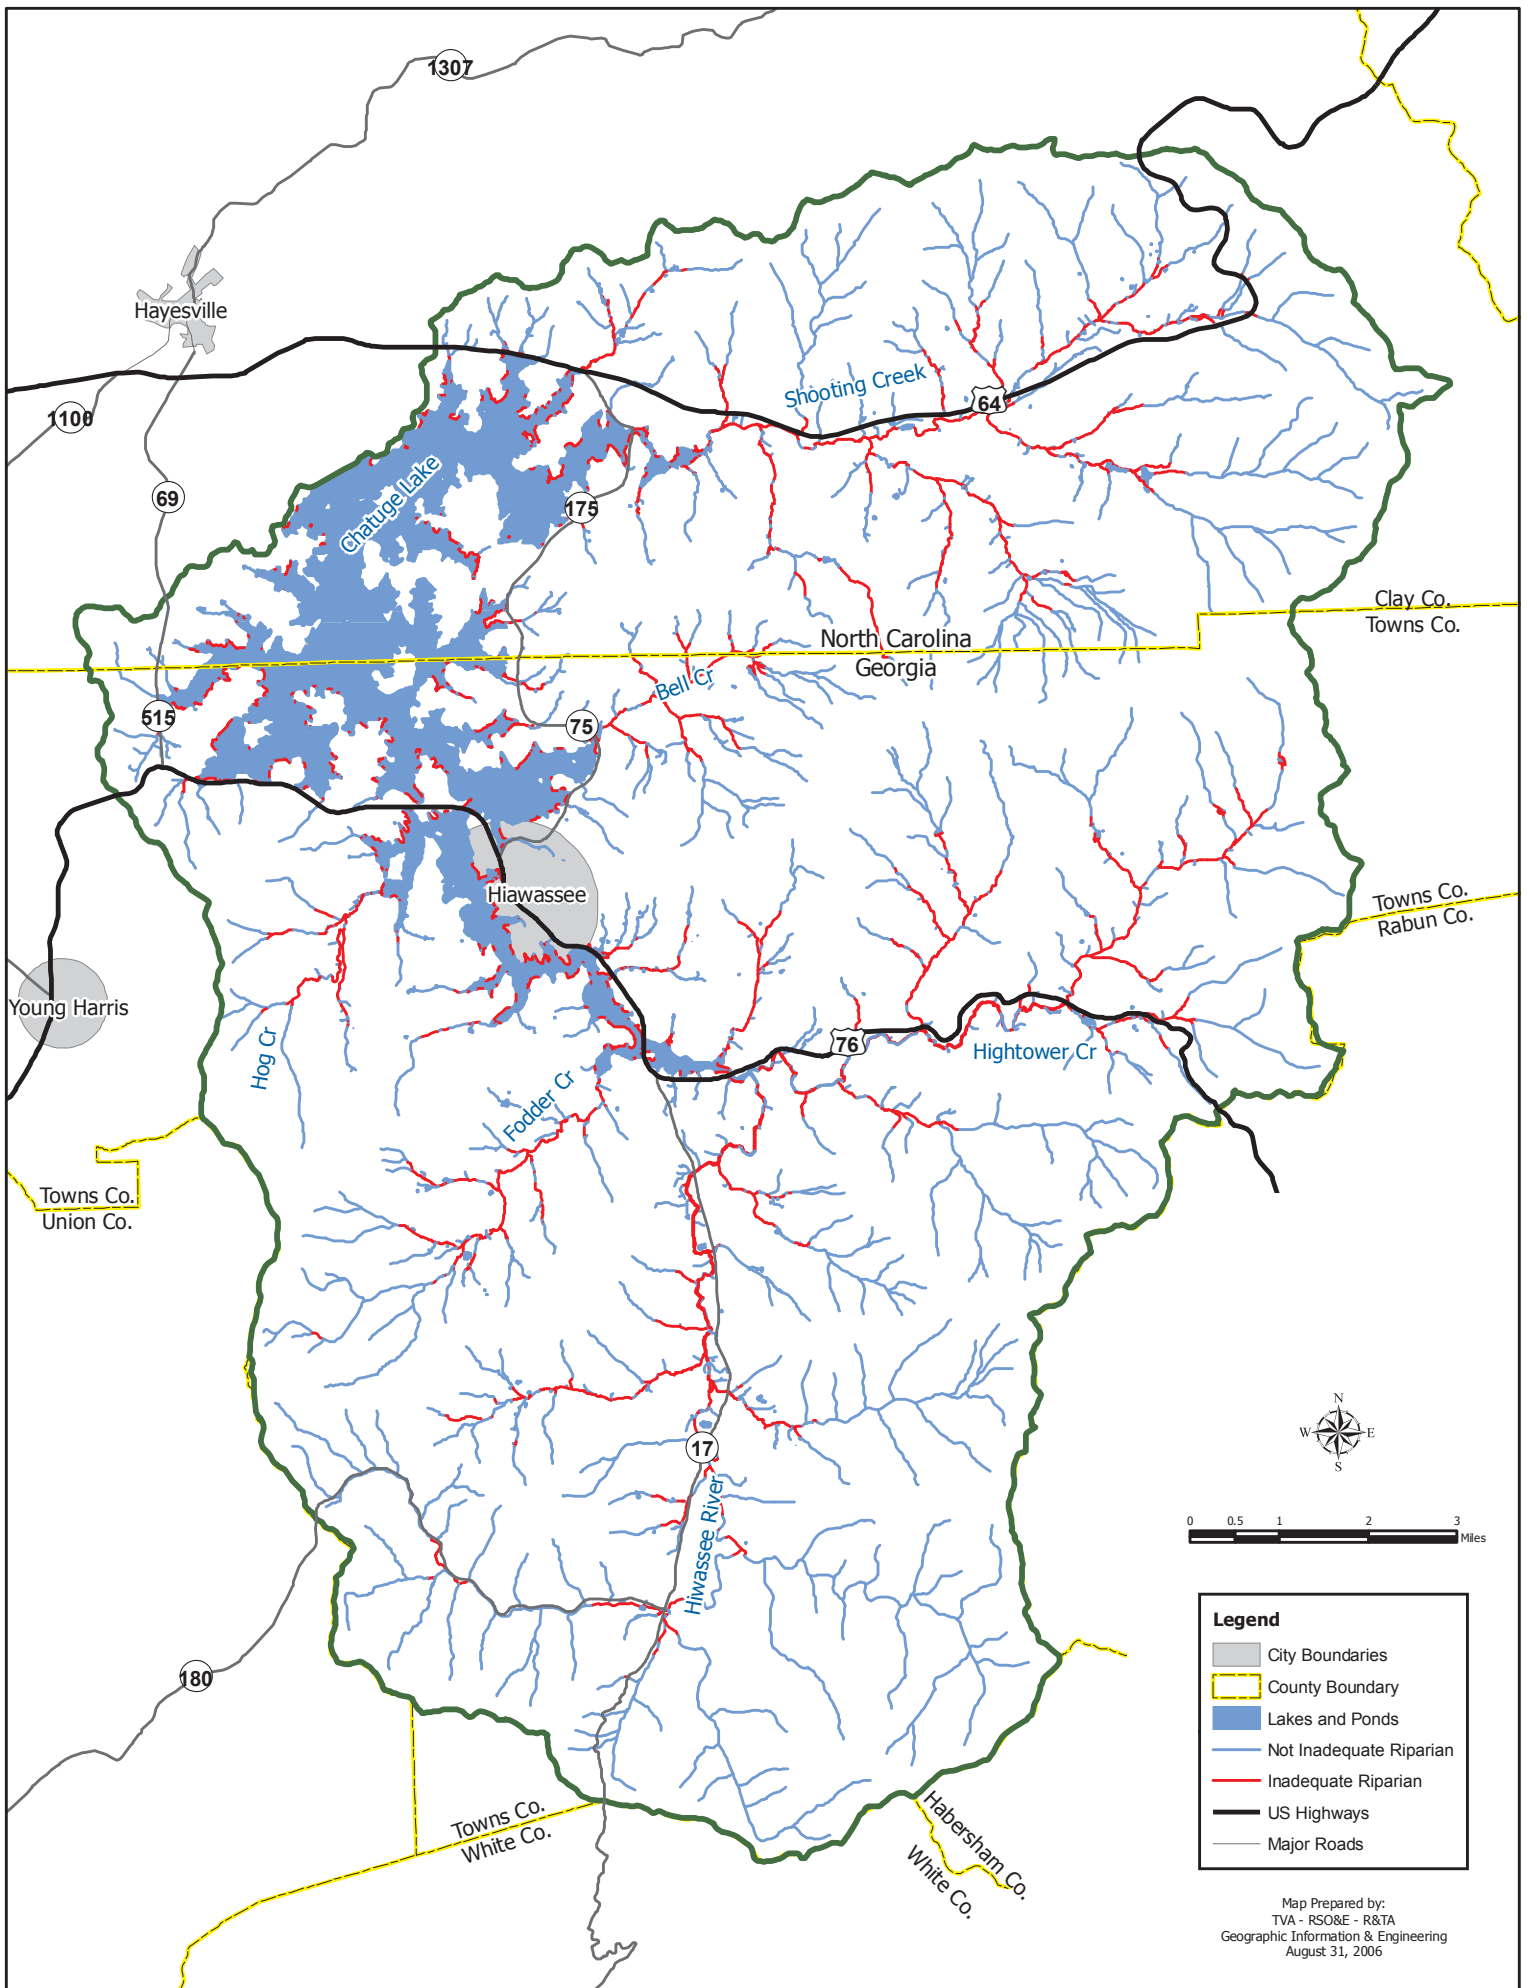 1307
Hayesville
1100
Shooting Creek
64
69
Chatuge Lake
175
Clay Co.
Towns Co.
North Carolina
Georgia
Bell Cr
515
75
Hiawassee
Towns Co.
Rabun Co.
Young Harris
Hog Cr
76
Hightower Cr
Fodder Cr
Towns Co.
Union Co.
N
W
E
S
17
Hiwassee River
0 0.5 1 2 3
Miles
180
Legend
City Boundaries
County Boundary
Lakes and Ponds
Not Inadequate Riparian
Inadequate Riparian
US Highways
Major Roads
Towns Co.
White Co.
Habersham Co.
White Co.
Map Prepared by:
TVA - RSO&E - R&TA
Geographic Information & Engineering
August 31, 2006